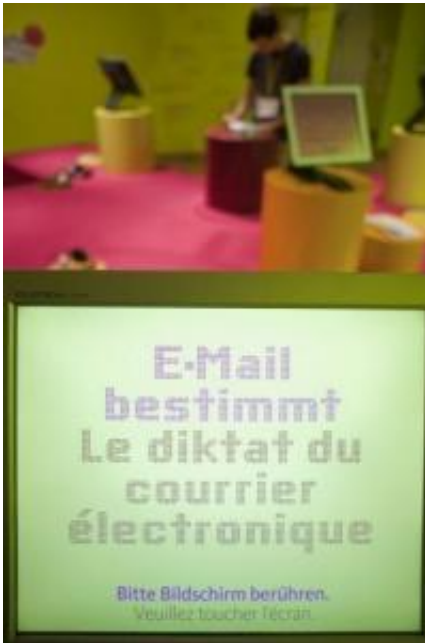 E-Mail
bestimmt
Le diktat du
courrier
électronique
Bitte Bildschirm berühren.
Veuillez toucher l'écran.